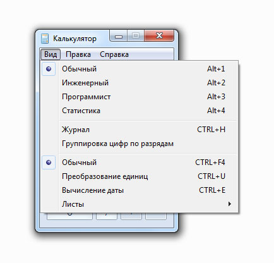 Калькулятор
Вид Правка Справка
Обычный Alt+1
Инженерный Alt+2
Программист Alt+3
Статистика Alt+4
Журнал CTRL+H
Группировка цифр по разрядам
Обычный CTRL+F4
Преобразование единиц CTRL+U
Вычисление даты CTRL+E
Листы